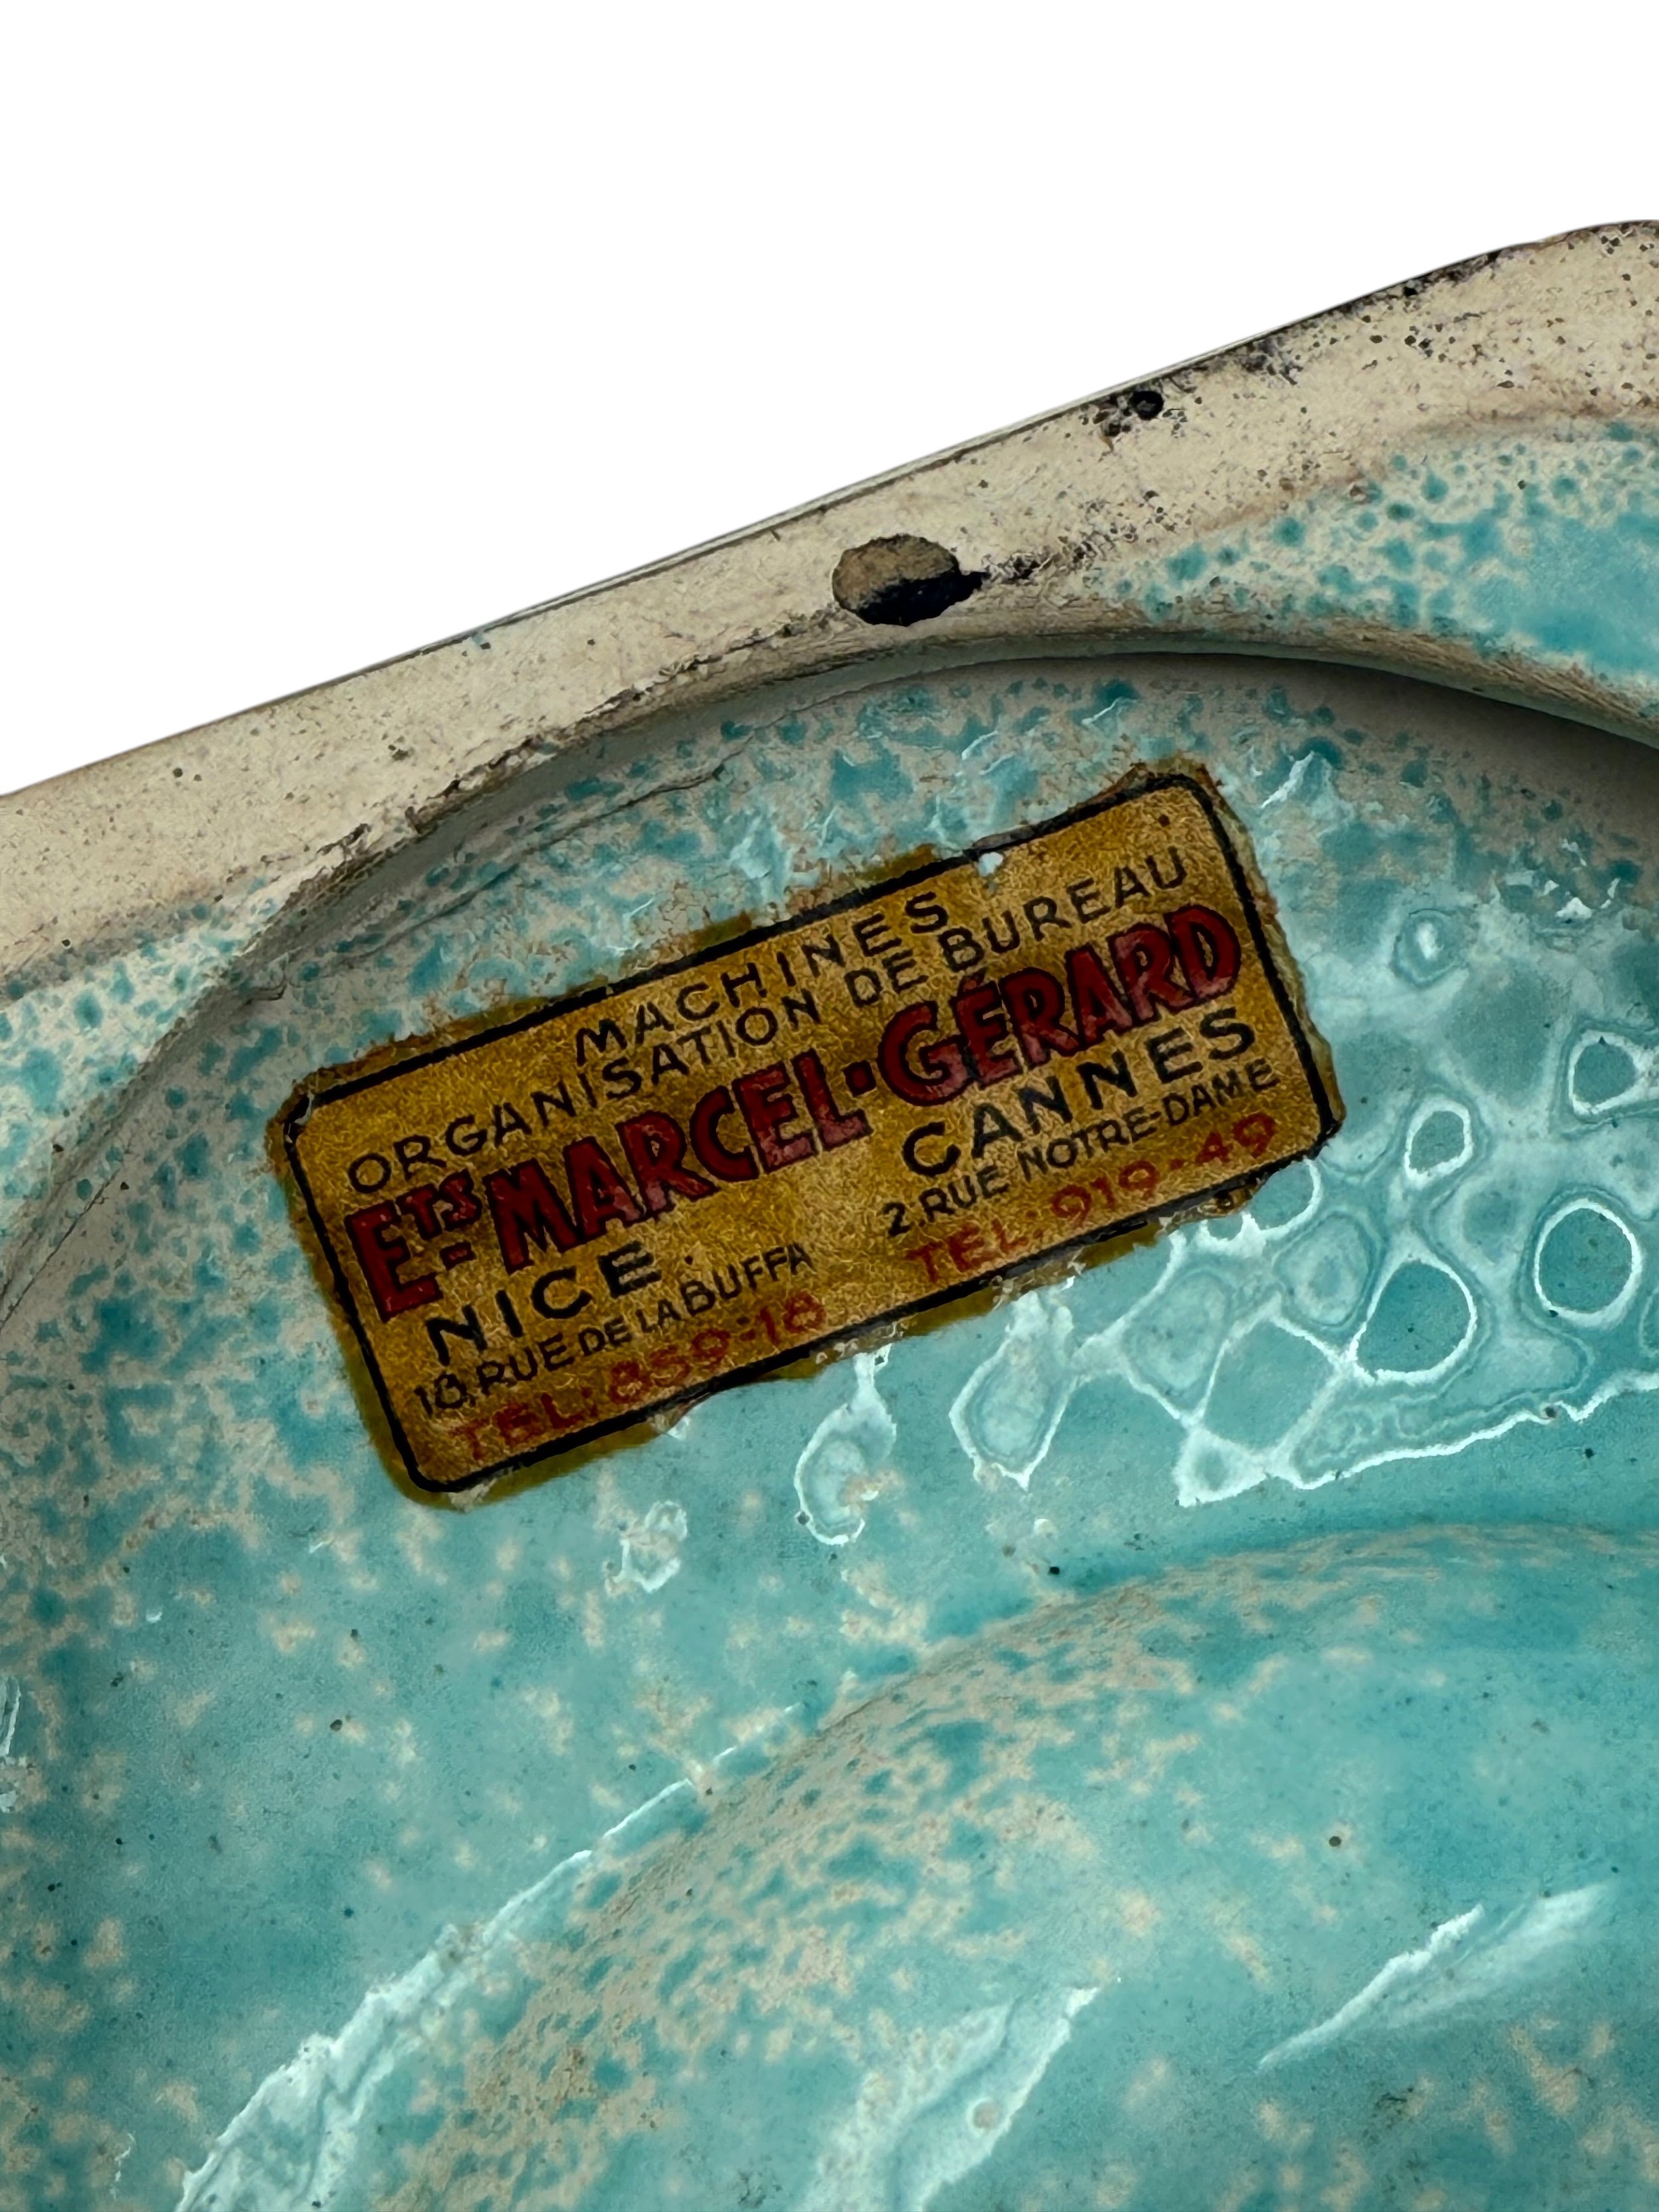 MACHINES
ORGANISATION DE BUREAU
ETS MARCEL·GÉRARD
NICE
18, RUE DE LA BUFFA
TEL: 859-18
CANNES
2, RUE NOTRE-DAME
TEL· 919-49